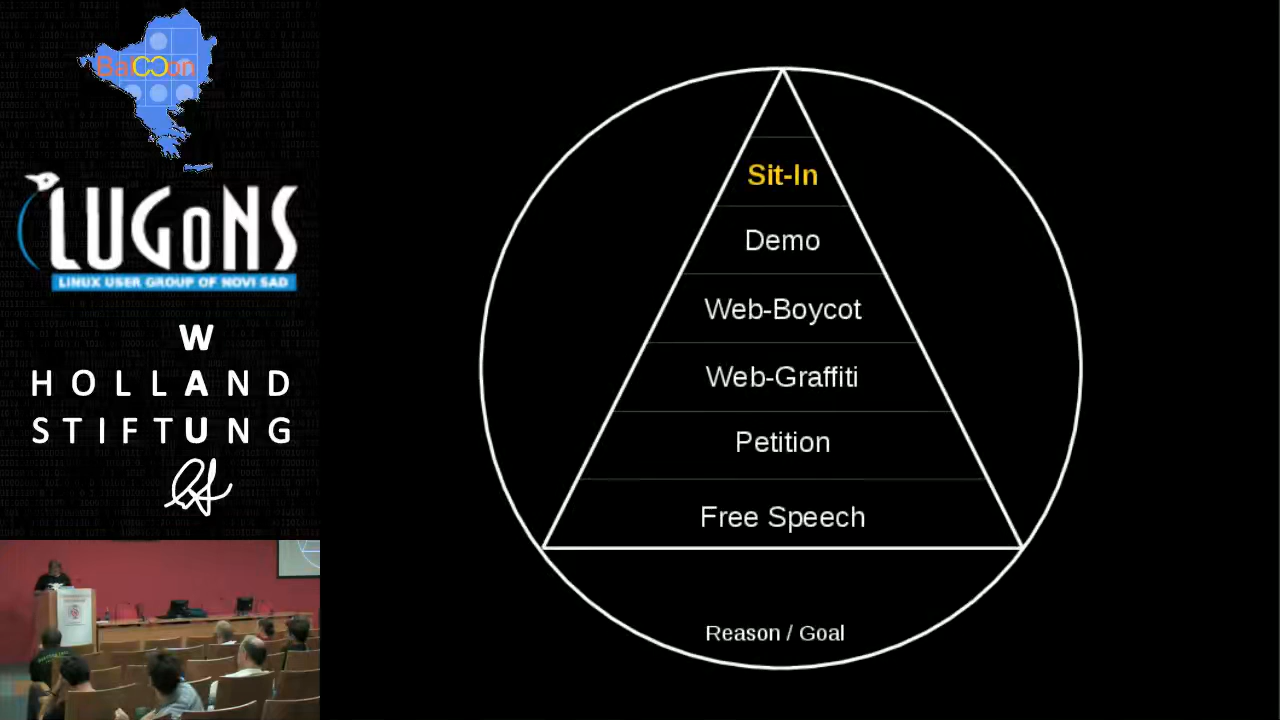 BalCCon
LUGoNS
LINUX USER GROUP OF NOVI SAD
W
HOLLAND
STIFTUNG
Sit-In
Demo
Web-Boycot
Web-Graffiti
Petition
Free Speech
Reason / Goal